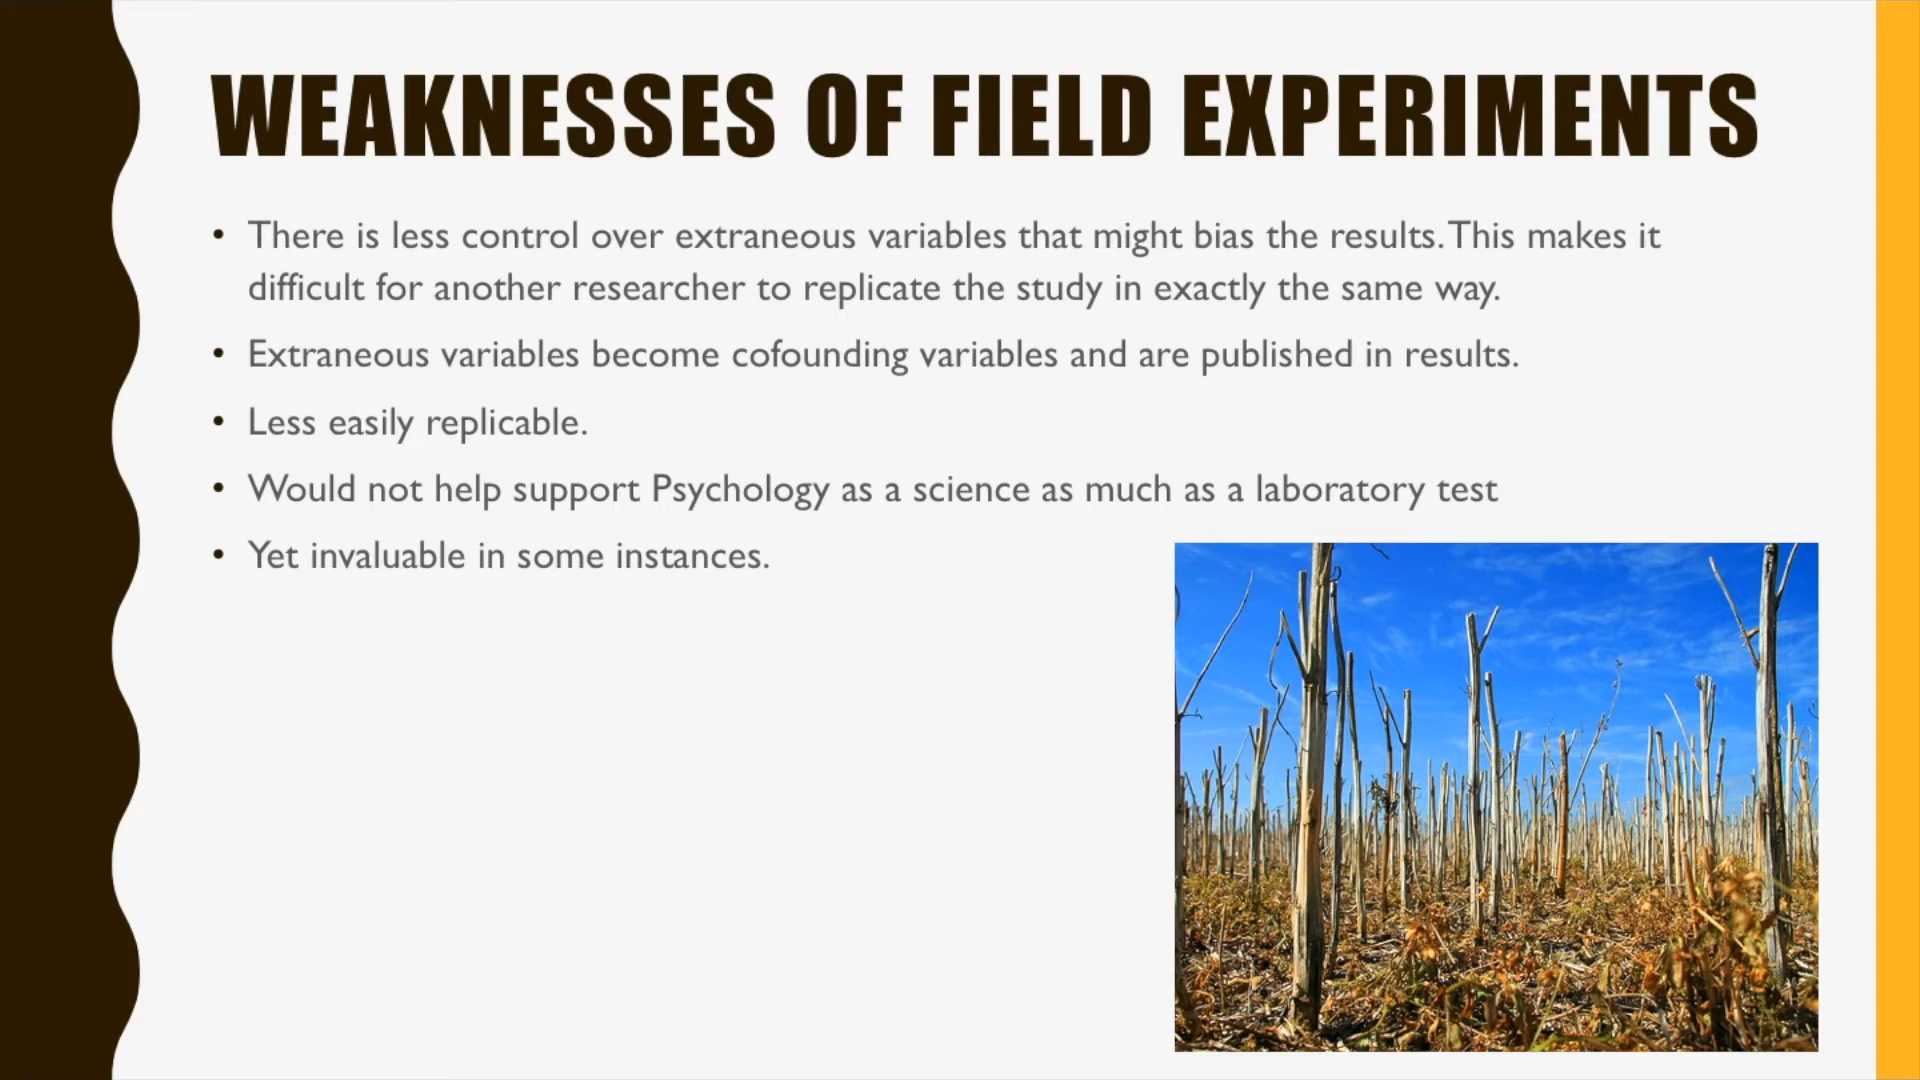 WEAKNESSES OF FIELD EXPERIMENTS
• There is less control over extraneous variables that might bias the results. This makes it
difficult for another researcher to replicate the study in exactly the same way.
• Extraneous variables become cofounding variables and are published in results.
• Less easily replicable.
• Would not help support Psychology as a science as much as a laboratory test
• Yet invaluable in some instances.